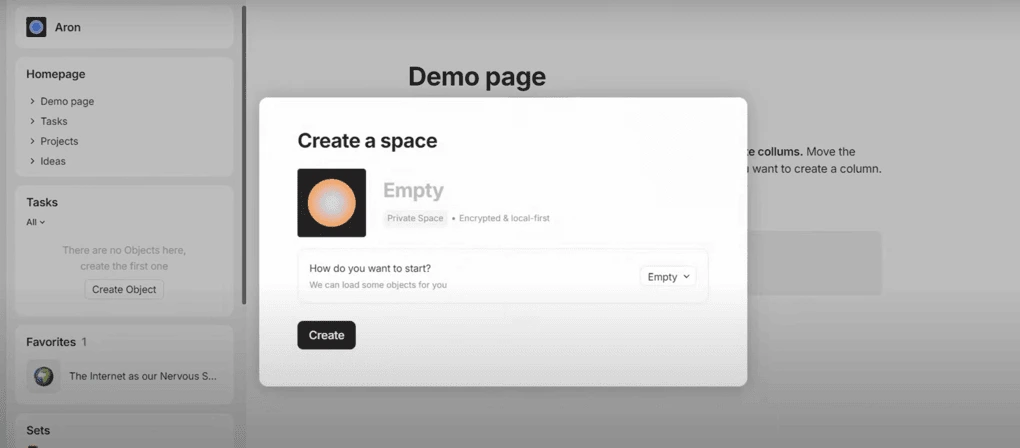 Aron
Homepage
Demo page
Tasks
Projects
Ideas
Tasks
All
There are no Objects here,
create the first one
Create Object
Favorites 1
The Internet as our Nervous S...
Sets
Demo page
te collums. Move the
want to create a column.
Create a space
Empty
Private Space • Encrypted & local-first
How do you want to start?
We can load some objects for you
Empty
Create